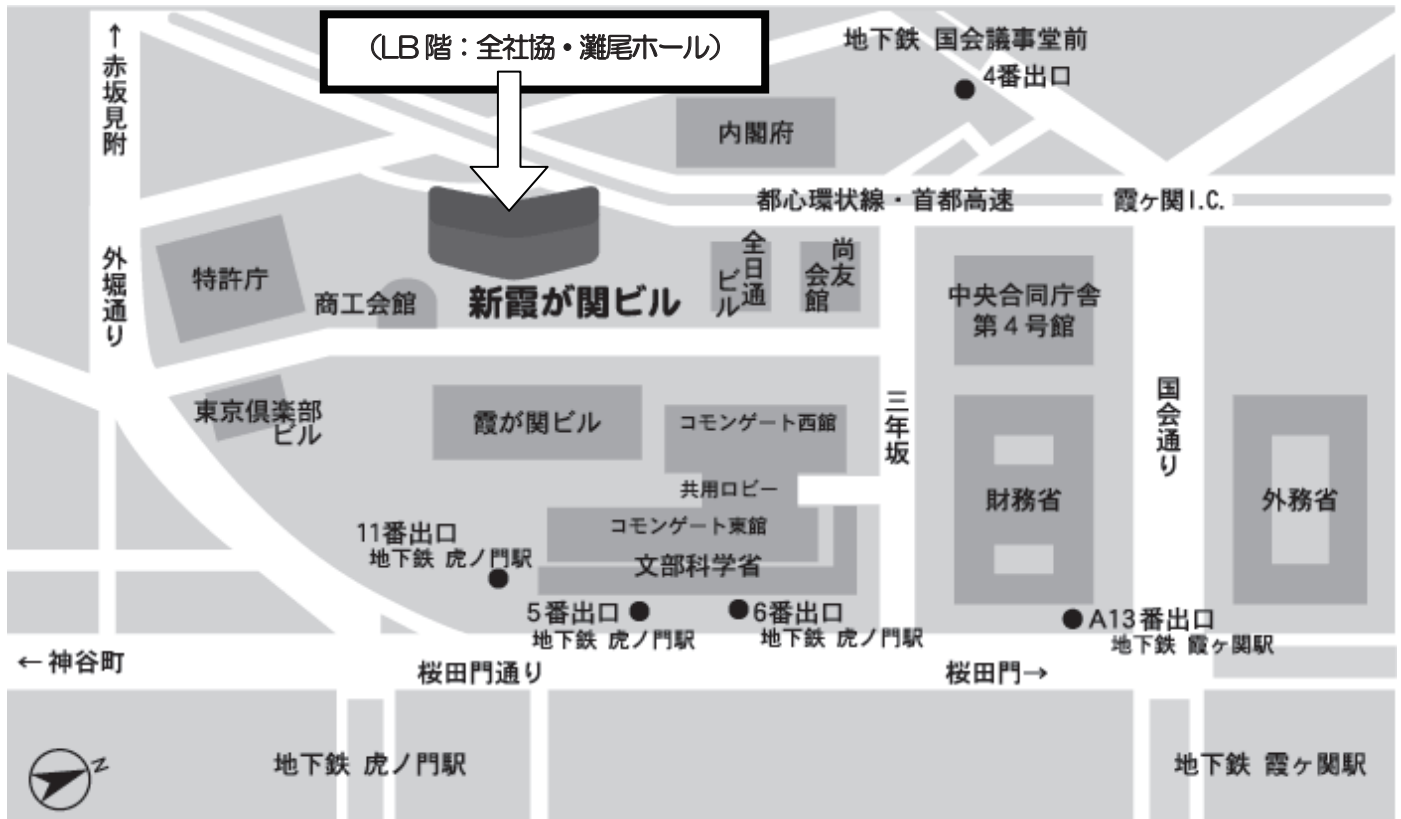 (LB階：全社協・灘尾ホール)
地下鉄 国会議事堂前
4番出口
↑赤坂見附
内閣府
都心環状線・首都高速
霞ヶ関I.C.
外堀通り
特許庁
商工会館
新霞が関ビル
全日通
ビル
尚友
会館
中央合同庁舎
第4号館
東京倶楽部
ビル
霞が関ビル
コモンゲート西館
三年坂
国会通り
共用ロビー
財務省
外務省
コモンゲート東館
文部科学省
11番出口
地下鉄 虎ノ門駅
5番出口
地下鉄 虎ノ門駅
6番出口
地下鉄 虎ノ門駅
A13番出口
地下鉄 霞ヶ関駅
←神谷町
桜田門通り
桜田門→
N
地下鉄 虎ノ門駅
地下鉄 霞ヶ関駅